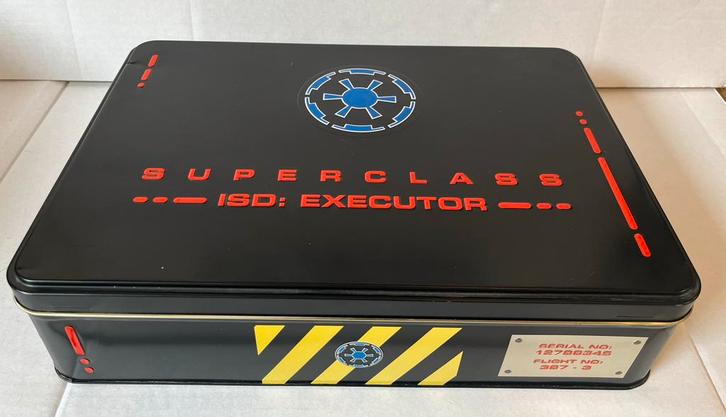 SUPERCLASS
ISD: EXECUTOR
SERIAL NO:
12788345
FLIGHT NO:
387 - 3